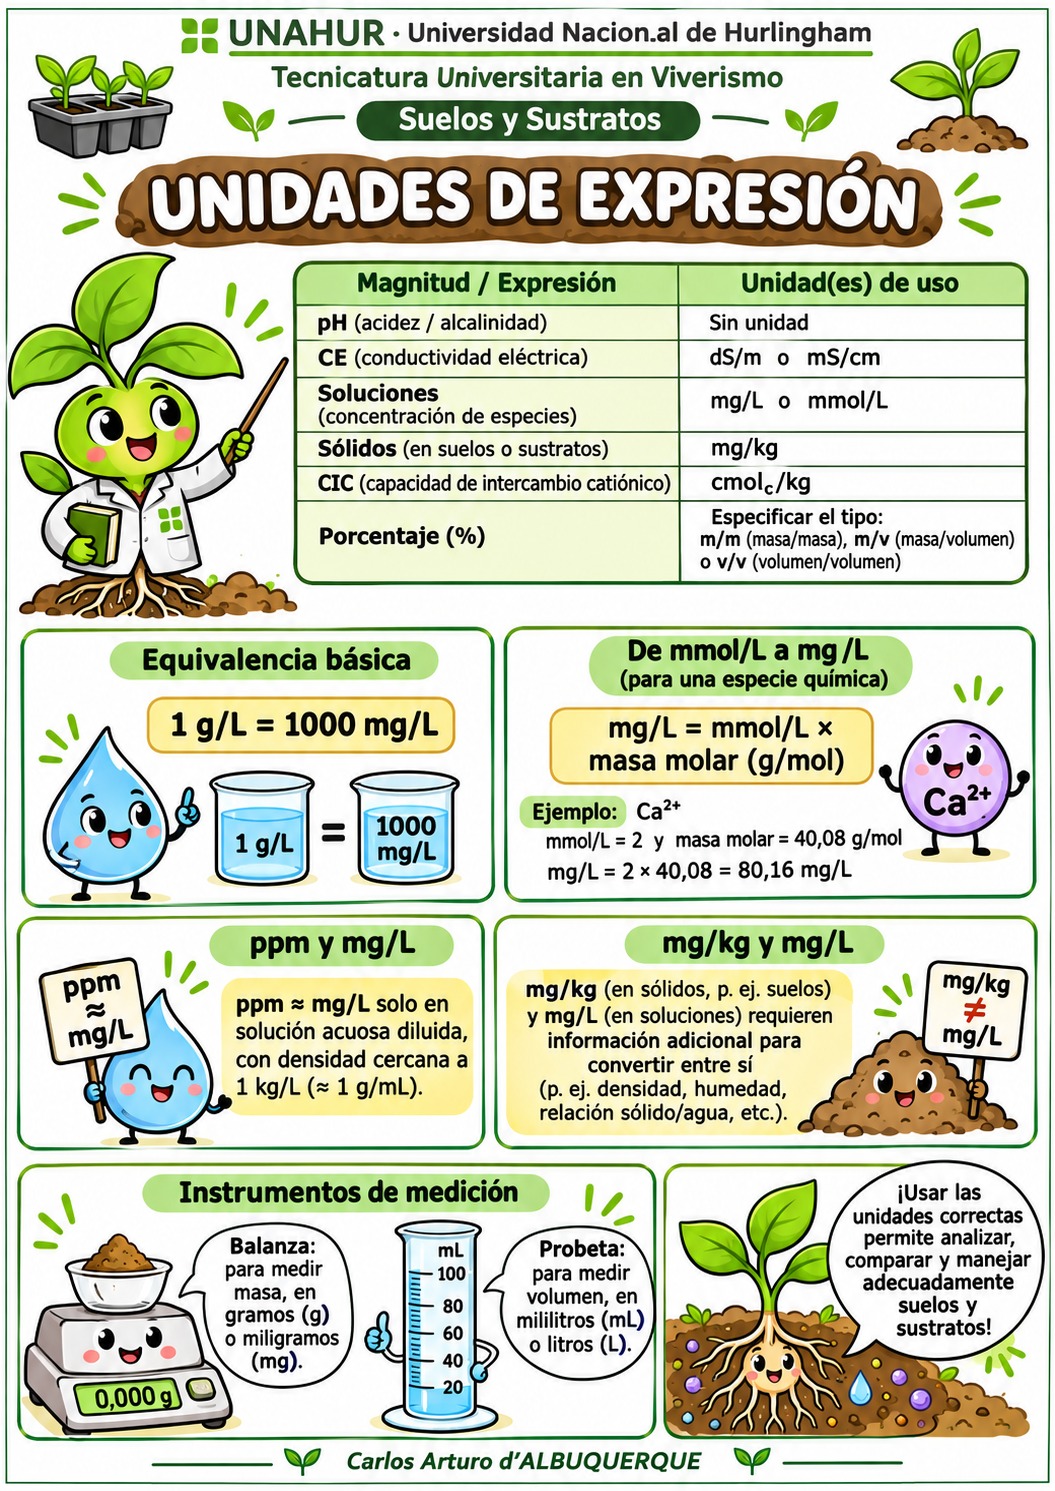 UNAHUR · Universidad Nacion.al de Hurlingham
Tecnicatura Universitaria en Viverismo
Suelos y Sustratos
UNIDADES DE EXPRESIÓN
Magnitud / Expresión Unidad(es) de uso
pH (acidez / alcalinidad) Sin unidad
CE (conductividad eléctrica) dS/m o mS/cm
Soluciones
(concentración de especies) mg/L o mmol/L
Sólidos (en suelos o sustratos) mg/kg
CIC (capacidad de intercambio catiónico) cmol꜀/kg
Porcentaje (%)
Especificar el tipo:
m/m (masa/masa), m/v (masa/volumen)
o v/v (volumen/volumen)
Equivalencia básica
1 g/L = 1000 mg/L
1 g/L = 1000
mg/L
De mmol/L a mg/L
(para una especie química)
mg/L = mmol/L ×
masa molar (g/mol)
Ca²⁺
Ejemplo: Ca²⁺
mmol/L = 2 y masa molar = 40,08 g/mol
mg/L = 2 × 40,08 = 80,16 mg/L
ppm y mg/L
ppm
≈
mg/L
ppm ≈ mg/L solo en
solución acuosa diluida,
con densidad cercana a
1 kg/L (≈ 1 g/mL).
mg/kg y mg/L
mg/kg (en sólidos, p. ej. suelos)
y mg/L (en soluciones) requieren
información adicional para
convertir entre sí
(p. ej. densidad, humedad,
relación sólido/agua, etc.).
mg/kg
≠
mg/L
Instrumentos de medición
Balanza:
para medir
masa, en
gramos (g)
o miligramos
(mg).
0,000 g
mL
100
80
60
40
20
Probeta:
para medir
volumen, en
mililitros (mL)
o litros (L).
¡Usar las
unidades correctas
permite analizar,
comparar y manejar
adecuadamente
suelos y
sustratos!
Carlos Arturo d'ALBUQUERQUE